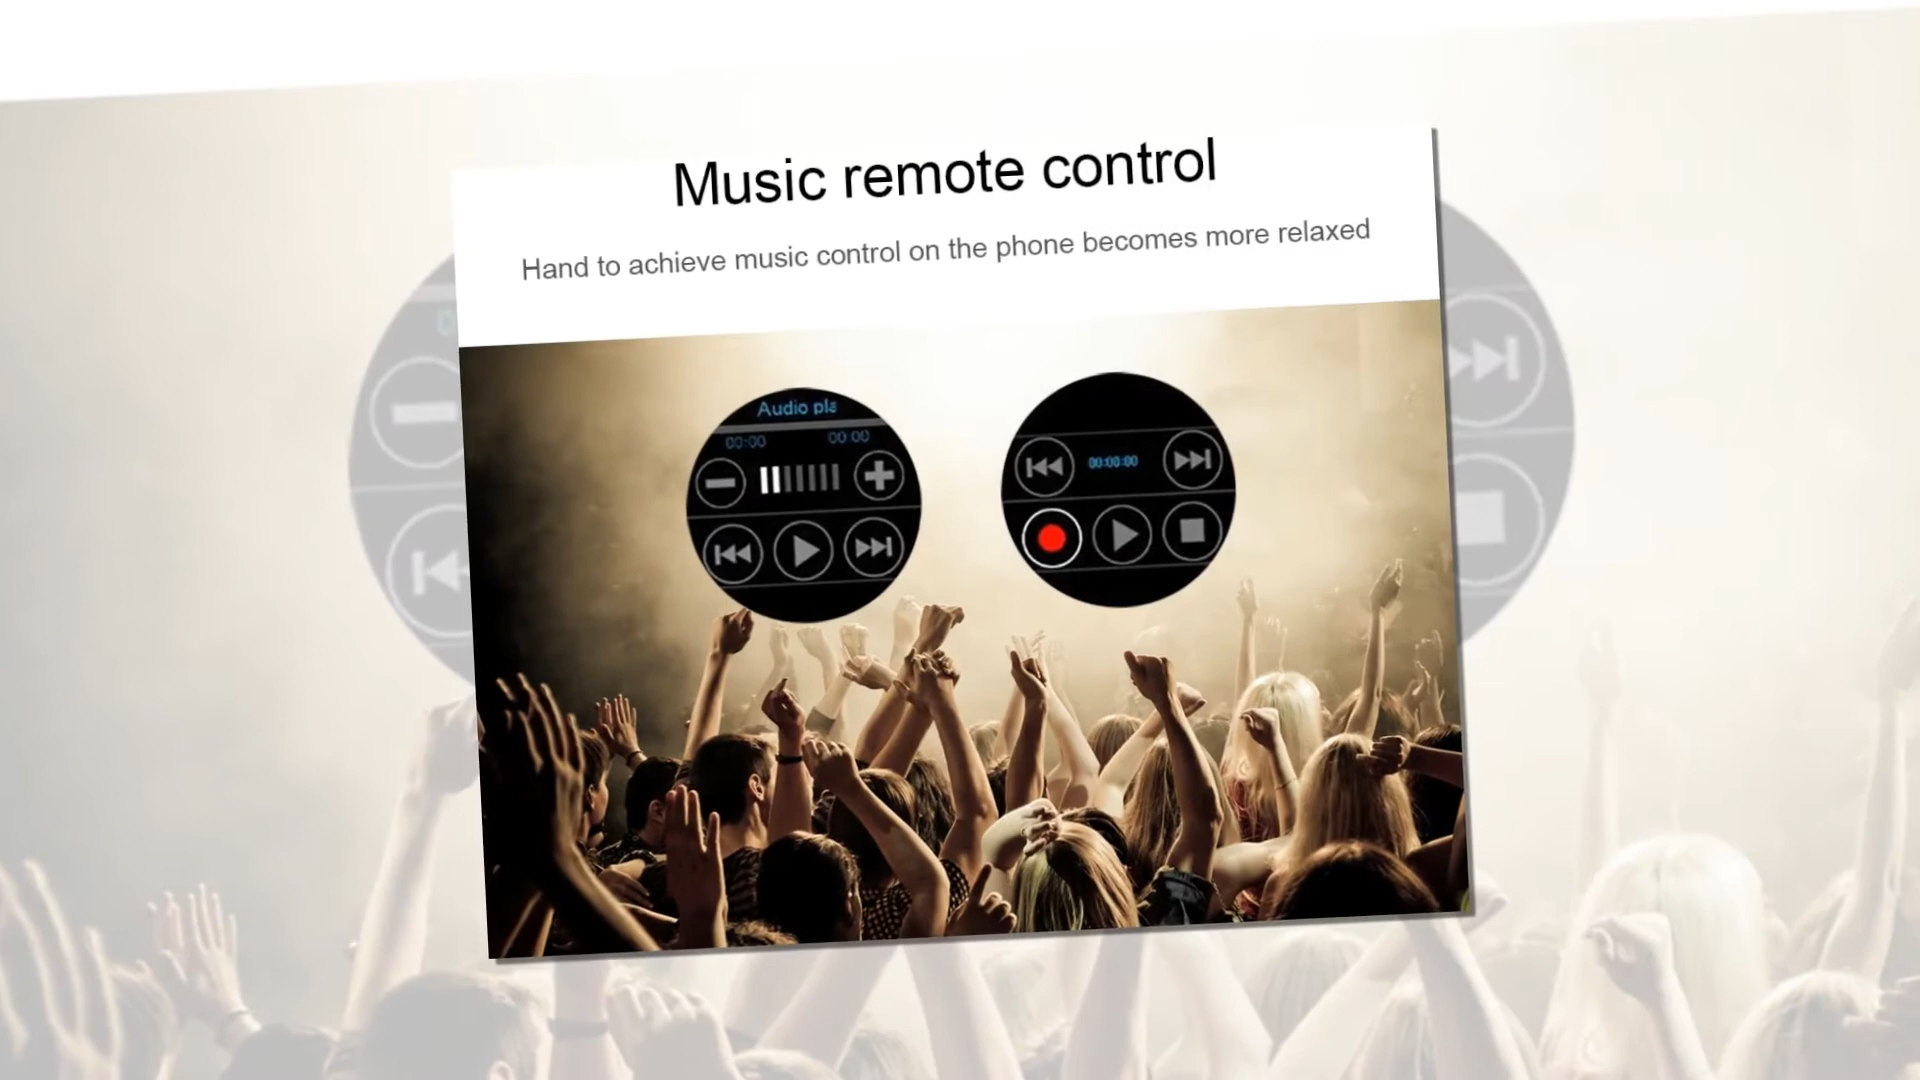 Music remote control
Hand to achieve music control on the phone becomes more relaxed
Audio pla
00:00 00:00
00:00:00